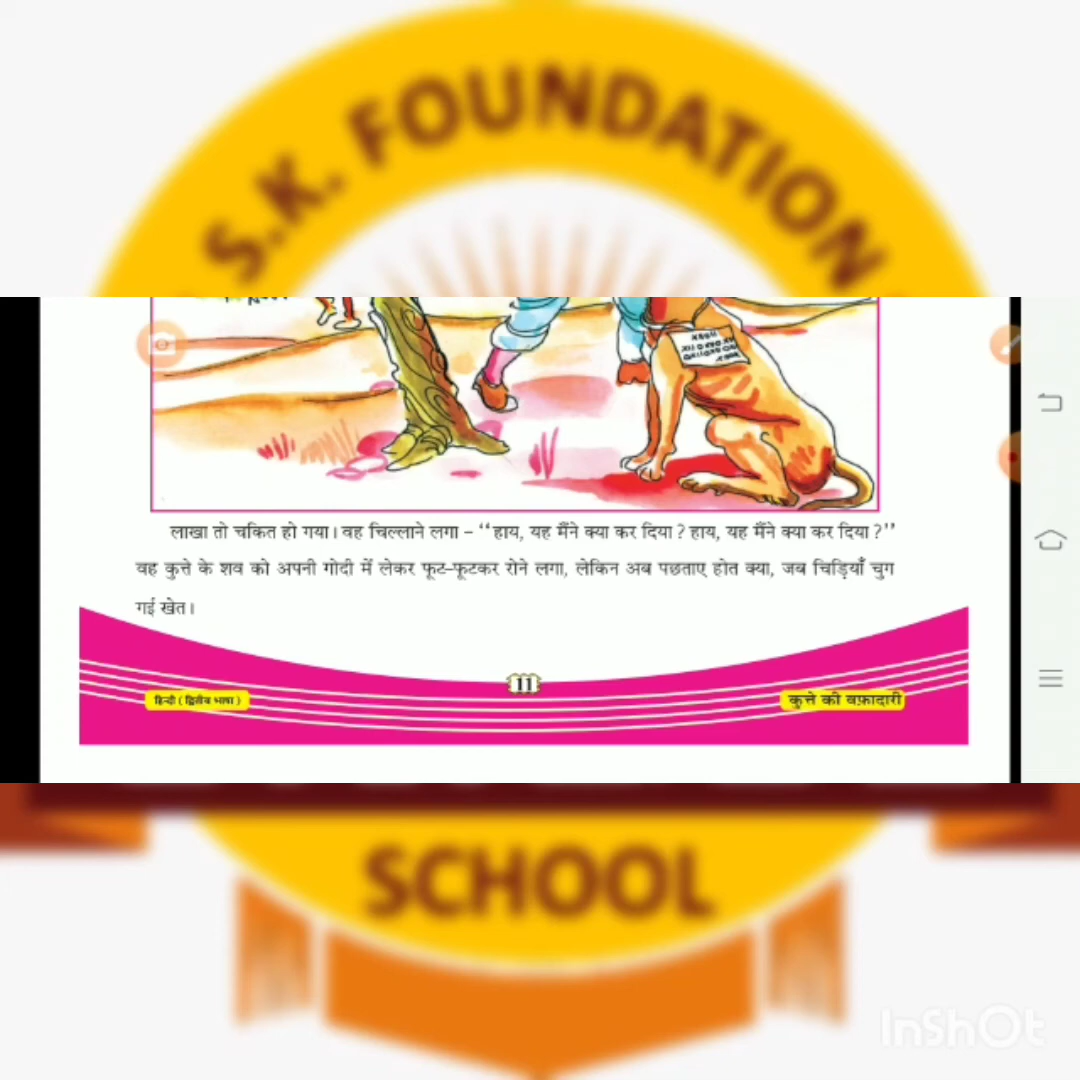 S.K. FOUNDATION
लाखा तो चकित हो गया। वह चिल्लाने लगा – ‘‘हाय, यह मैंने क्या कर दिया? हाय, यह मैंने क्या कर दिया?’’
वह कुत्ते के शव को अपनी गोदी में लेकर फूट-फूटकर रोने लगा, लेकिन अब पछताए होत क्या, जब चिड़ियाँ चुग
गई खेत।
11
हिन्दी (द्वितीय भाषा)
कुत्ते की वफ़ादारी
SCHOOL
InShOt